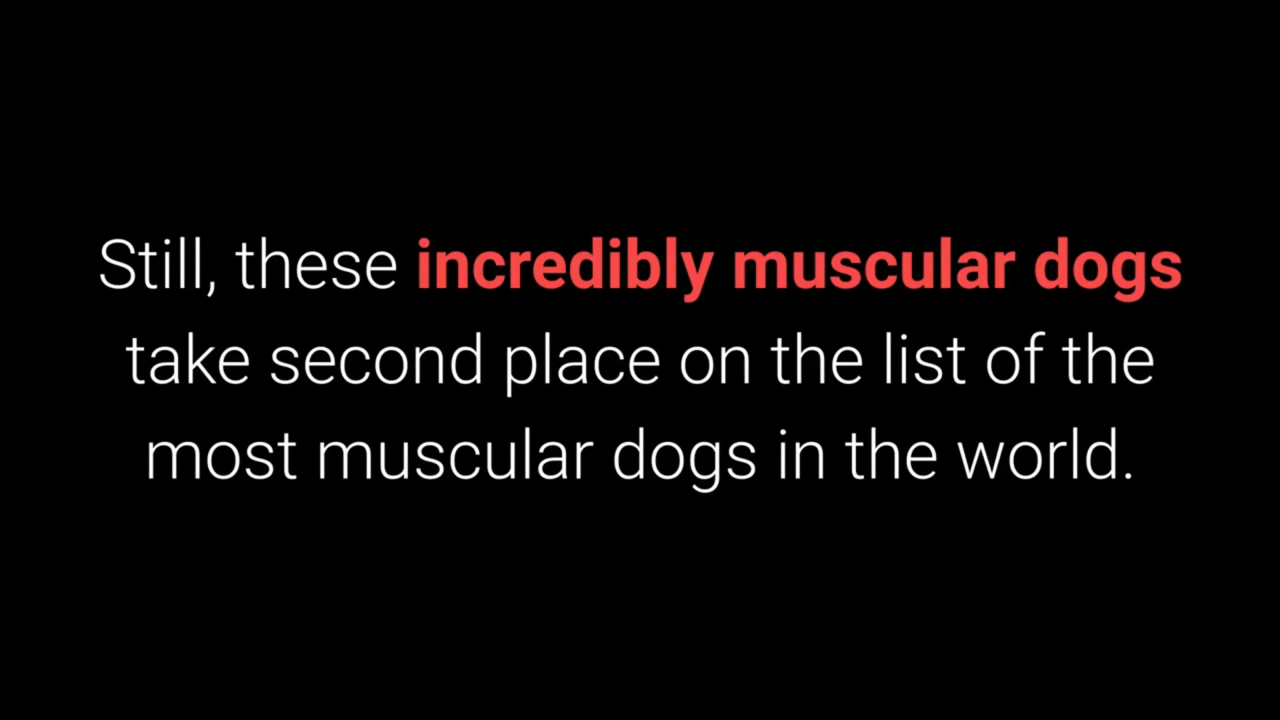 Still, these incredibly muscular dogs
take second place on the list of the
most muscular dogs in the world.